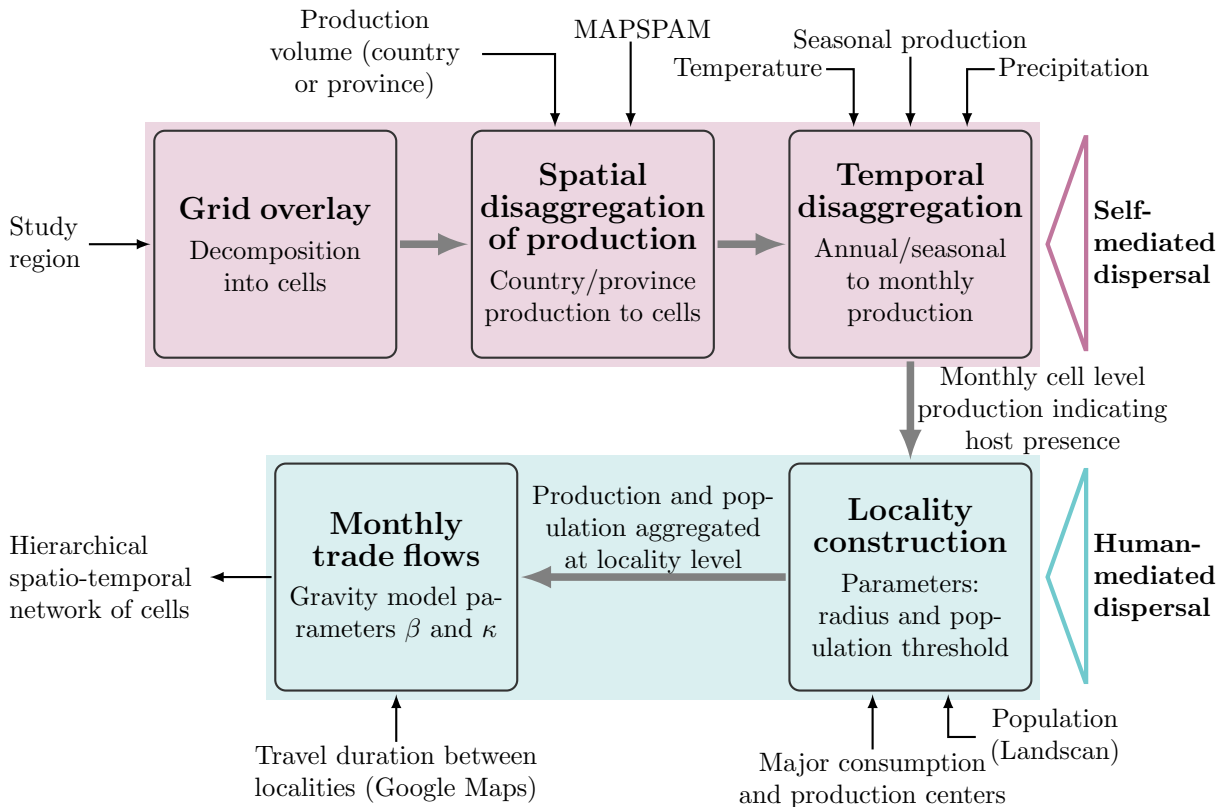 Production
volume (country
or province)
MAPSPAM
Seasonal production
Temperature
Precipitation
Study
region
Grid overlay
Decomposition
into cells
Spatial
disaggregation
of production
Country/province
production to cells
Temporal
disaggregation
Annual/seasonal
to monthly
production
Self-
mediated
dispersal
Monthly cell level
production indicating
host presence
Hierarchical
spatio-temporal
network of cells
Monthly
trade flows
Gravity model pa-
rameters β and κ
Production and pop-
ulation aggregated
at locality level
Locality
construction
Parameters:
radius and pop-
ulation threshold
Human-
mediated
dispersal
Travel duration between
localities (Google Maps)
Major consumption
and production centers
Population
(Landscan)